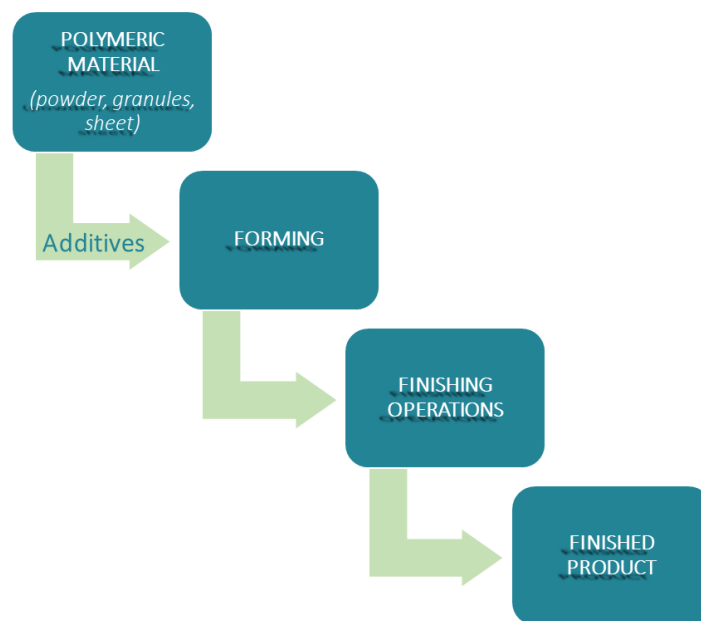 POLYMERIC
MATERIAL
(powder, granules,
sheet)
Additives
FORMING
FINISHING
OPERATIONS
FINISHED
PRODUCT